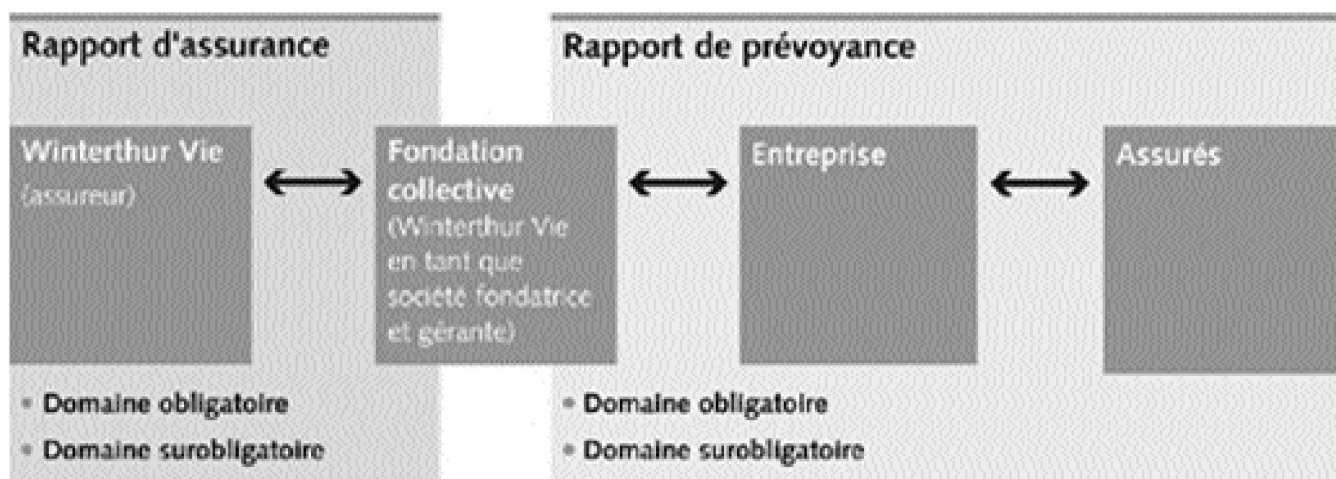 Rapport d'assurance
Rapport de prévoyance
Winterthur Vie
(assureur)
Fondation
collective
(Winterthur Vie
en tant que
société fondatrice
et gérante)
Entreprise
Assurés
• Domaine obligatoire
• Domaine surobligatoire
• Domaine obligatoire
• Domaine surobligatoire